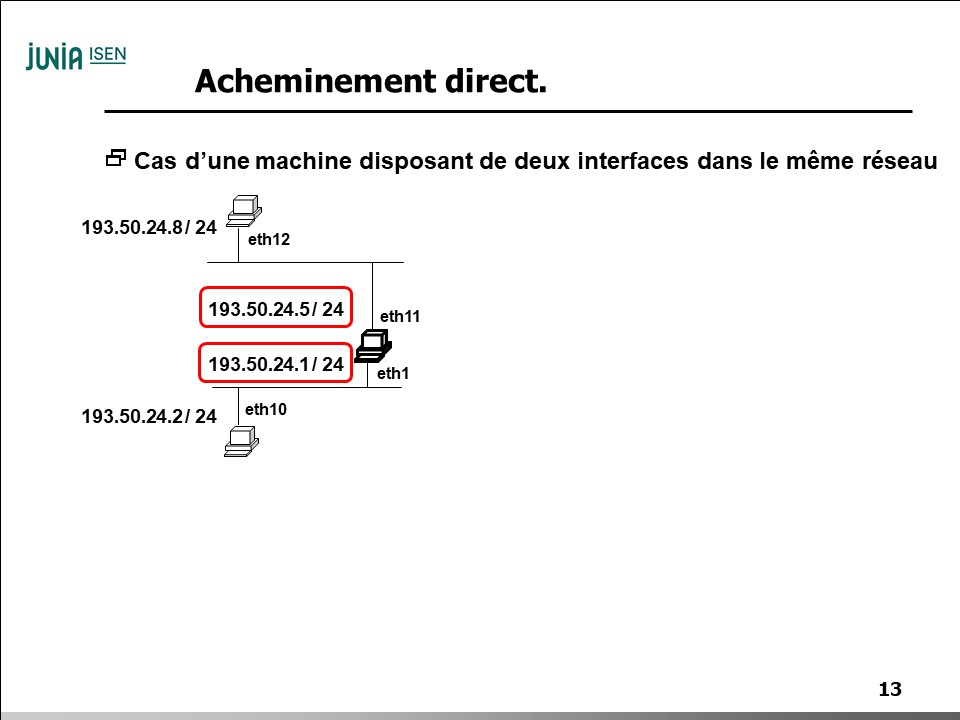 JUNIA ISEN
Acheminement direct.
Cas d’une machine disposant de deux interfaces dans le même réseau
193.50.24.8 / 24
eth12
193.50.24.5 / 24
eth11
193.50.24.1 / 24
eth1
193.50.24.2 / 24
eth10
13